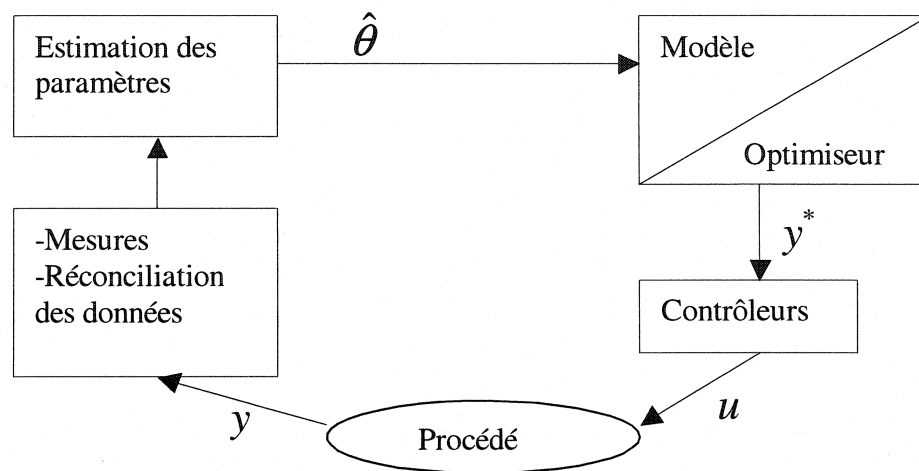 Estimation des
paramètres
θ̂
Modèle
Optimiseur
-Mesures
-Réconciliation
des données
y*
Contrôleurs
u
y
Procédé